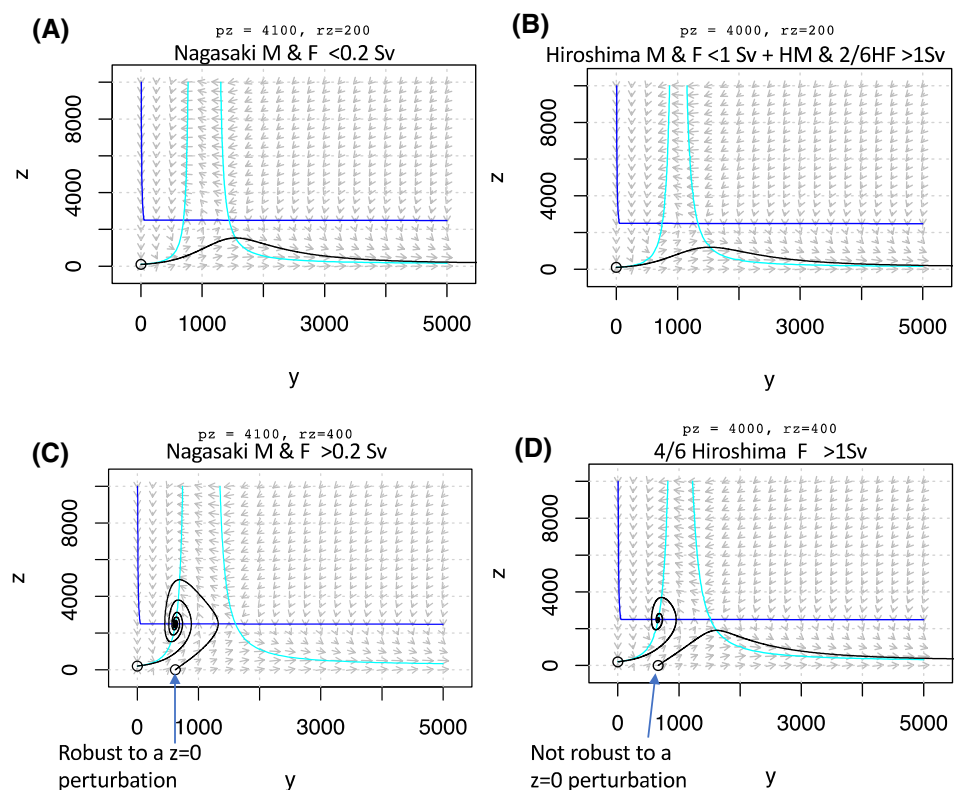 (A)
pz = 4100, rz=200
Nagasaki M & F <0.2 Sv
z
8000
4000
0
0 1000 3000 5000
y
(B)
pz = 4000, rz=200
Hiroshima M & F <1 Sv + HM & 2/6HF >1Sv
z
8000
4000
0
0 1000 3000 5000
y
(C)
pz = 4100, rz=400
Nagasaki M & F >0.2 Sv
z
8000
4000
0
0 1000 3000 5000
Robust to a z=0
perturbation
y
(D)
pz = 4000, rz=400
4/6 Hiroshima F >1Sv
z
8000
4000
0
0 1000 3000 5000
Not robust to a
z=0 perturbation
y